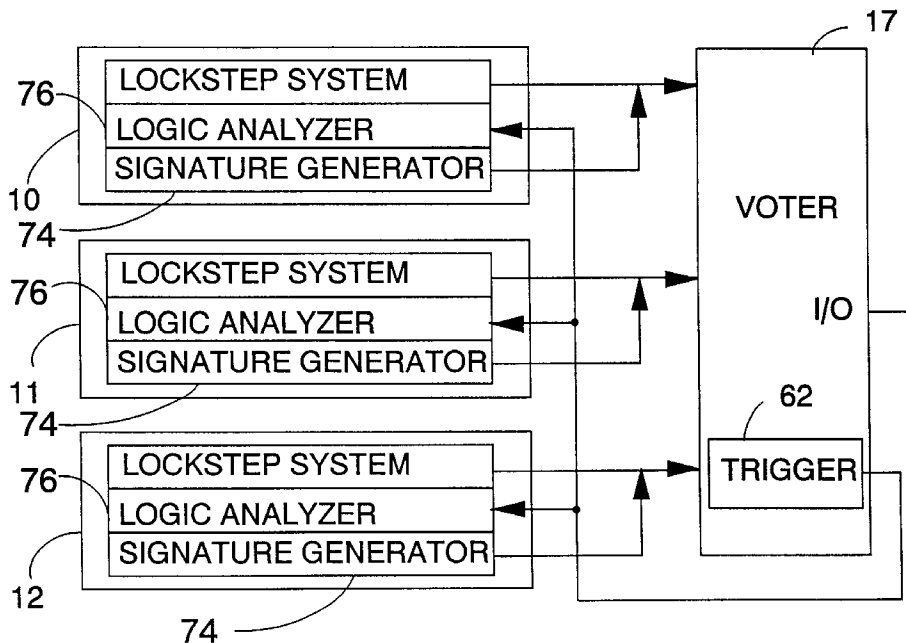 17
LOCKSTEP SYSTEM
76
LOGIC ANALYZER
SIGNATURE GENERATOR
10
74
VOTER
LOCKSTEP SYSTEM
76
LOGIC ANALYZER
I/O
SIGNATURE GENERATOR
11
74
62
LOCKSTEP SYSTEM
TRIGGER
76
LOGIC ANALYZER
SIGNATURE GENERATOR
12
74